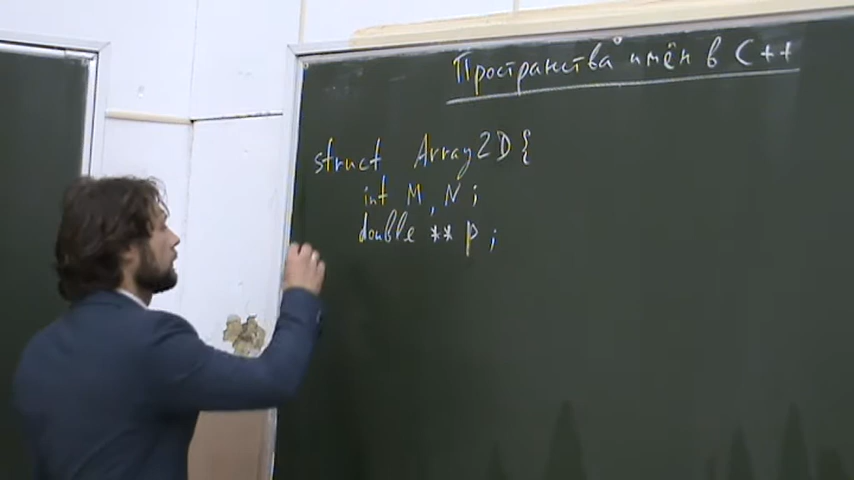 Пространства имён в C++
struct Array2D {
int M, N;
double ** p;